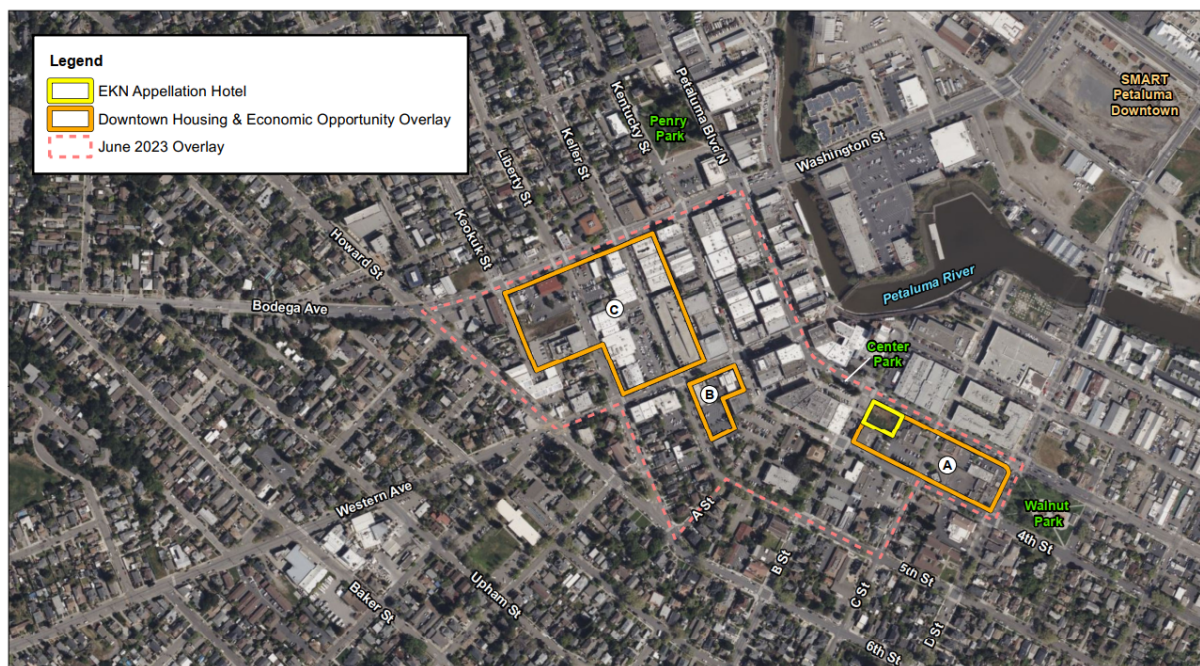 Legend
EKN Appellation Hotel
Downtown Housing & Economic Opportunity Overlay
June 2023 Overlay
SMART
Petaluma
Downtown
Petaluma Blvd N
Kentucky St
Penry
Park
Keller St
Washington St
Liberty St
Keokuk St
Howard St
Petaluma River
Bodega Ave
C
Center
Park
B
A
Western Ave
A St
Walnut
Park
4th St
B St
5th St
Upham St
Baker St
C St
D St
6th St